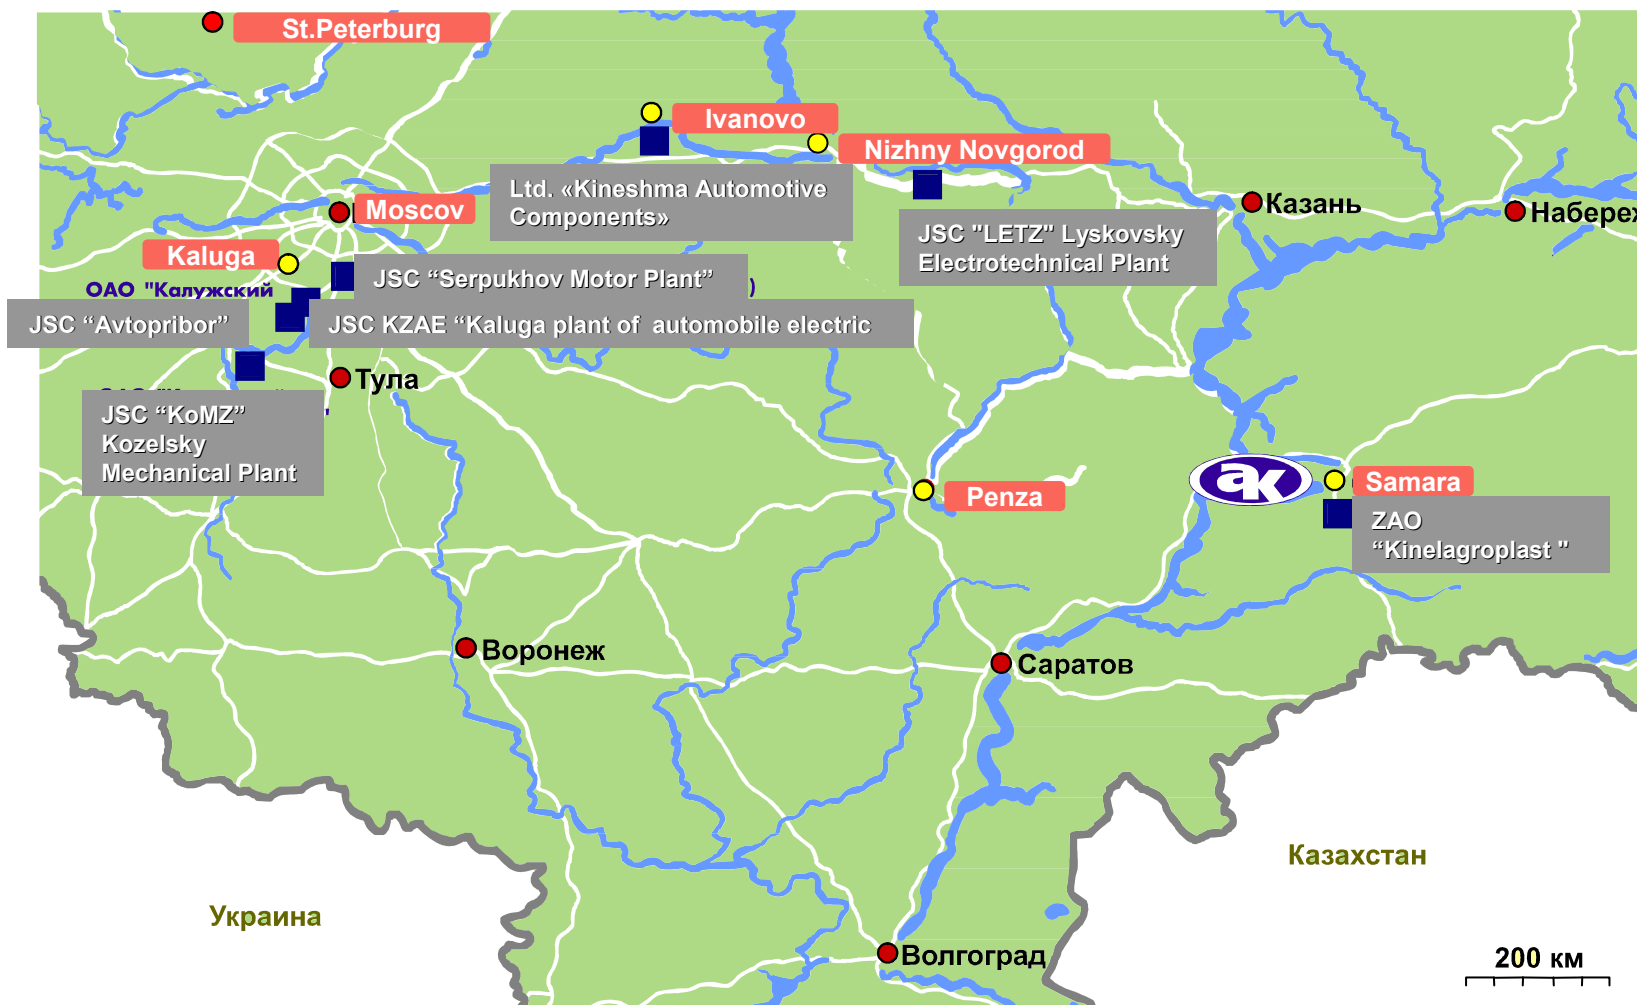 St.Peterburg
Ivanovo
Nizhny Novgorod
Ltd. «Kineshma Automotive
Components»
Moscov
Казань
JSC "LETZ" Lyskovsky
Electrotechnical Plant
Kaluga
JSC “Serpukhov Motor Plant”
ОАО "Калужский
)
JSC “Avtopribor”
JSC KZAE “Kaluga plant of automobile electric
Тула
JSC “KoMZ”
Kozelsky
Mechanical Plant
ак
Samara
Penza
ZAO
“Kinelagroplast "
Воронеж
Саратов
Казахстан
Украина
Волгоград
200 км